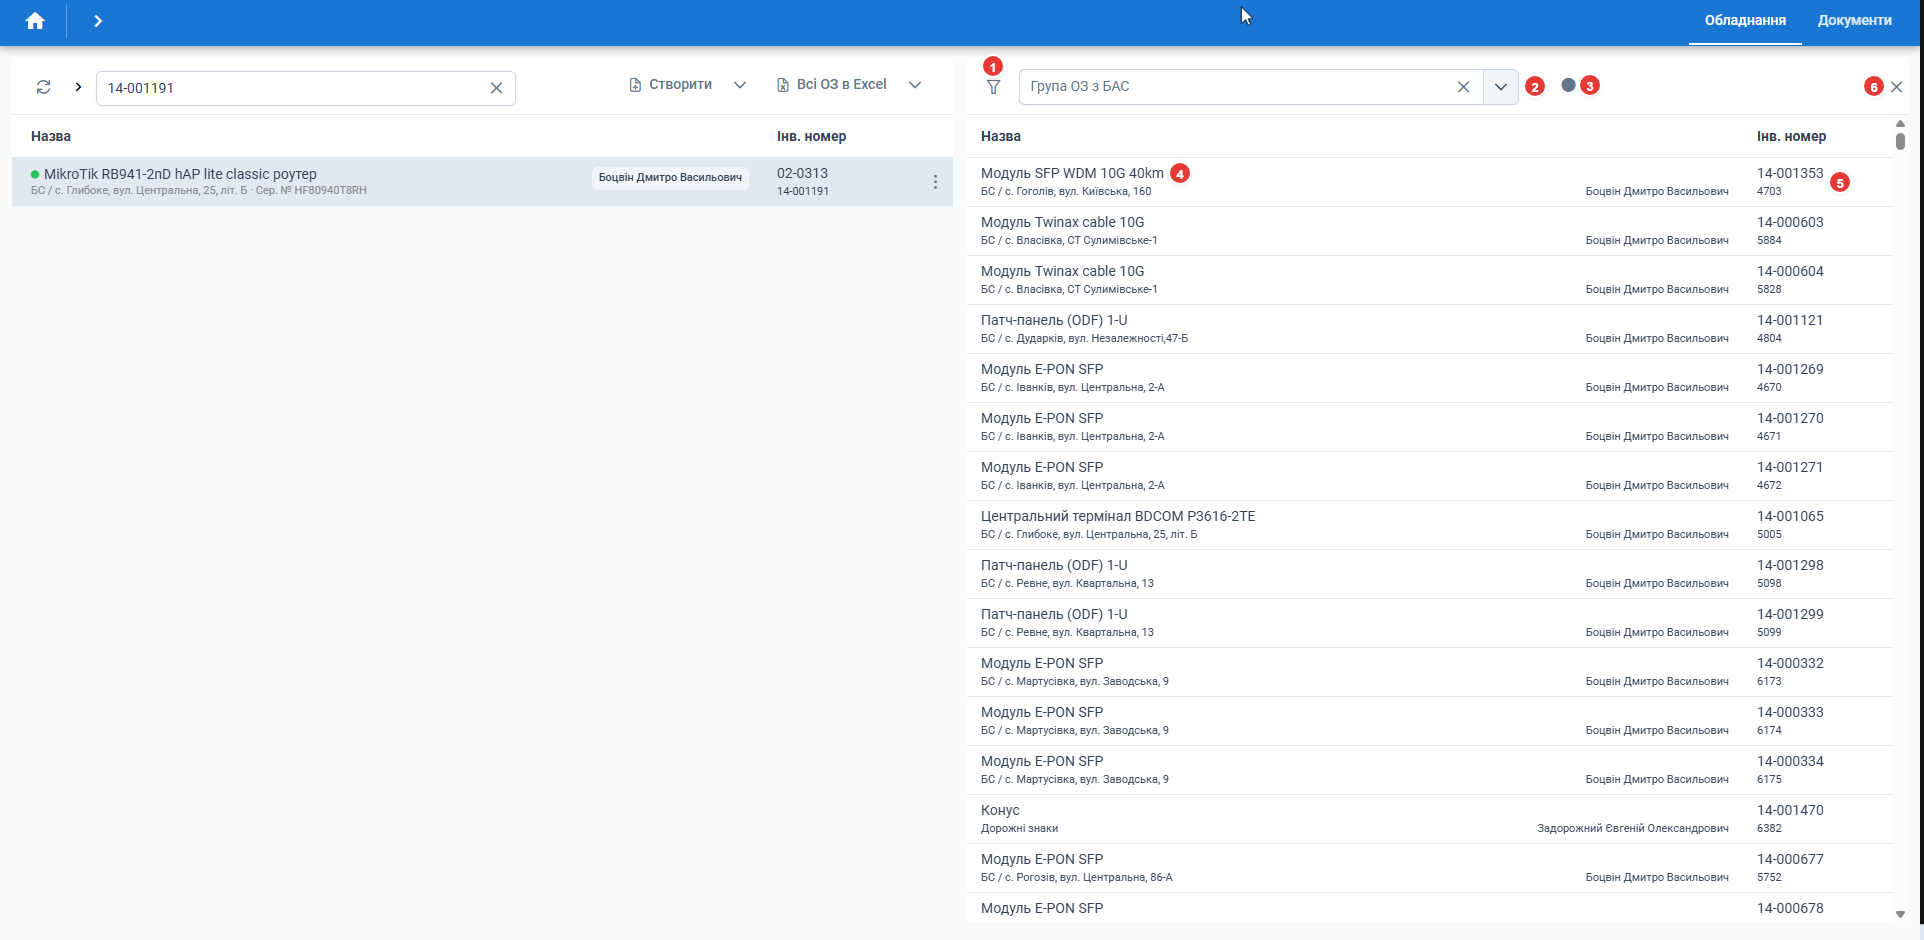 Обладнання
Документи
14-001191
Створити
Всі ОЗ в Excel
1
Група ОЗ з БАС
2
3
6
Назва
Інв. номер
MikroTik RB941-2nD hAP lite classic роутер
БС / с. Глибоке, вул. Центральна, 25, літ. Б · Сер. № HF80940T8RH
Боцвін Дмитро Васильович
02-0313
14-001191
Назва
Інв. номер
Модуль SFP WDM 10G 40km
4
14-001353
5
БС / с. Гоголів, вул. Київська, 160
Боцвін Дмитро Васильович
4703
Модуль Twinax cable 10G
14-000603
БС / с. Власівка, СТ Сулимівське-1
Боцвін Дмитро Васильович
5884
Модуль Twinax cable 10G
14-000604
БС / с. Власівка, СТ Сулимівське-1
Боцвін Дмитро Васильович
5828
Патч-панель (ODF) 1-U
14-001121
БС / с. Дударків, вул. Незалежності,47-Б
Боцвін Дмитро Васильович
4804
Модуль E-PON SFP
14-001269
БС / с. Іванків, вул. Центральна, 2-А
Боцвін Дмитро Васильович
4670
Модуль E-PON SFP
14-001270
БС / с. Іванків, вул. Центральна, 2-А
Боцвін Дмитро Васильович
4671
Модуль E-PON SFP
14-001271
БС / с. Іванків, вул. Центральна, 2-А
Боцвін Дмитро Васильович
4672
Центральний термінал BDCOM P3616-2TE
14-001065
БС / с. Глибоке, вул. Центральна, 25, літ. Б
Боцвін Дмитро Васильович
5005
Патч-панель (ODF) 1-U
14-001298
БС / с. Ревне, вул. Квартальна, 13
Боцвін Дмитро Васильович
5098
Патч-панель (ODF) 1-U
14-001299
БС / с. Ревне, вул. Квартальна, 13
Боцвін Дмитро Васильович
5099
Модуль E-PON SFP
14-000332
БС / с. Мартусівка, вул. Заводська, 9
Боцвін Дмитро Васильович
6173
Модуль E-PON SFP
14-000333
БС / с. Мартусівка, вул. Заводська, 9
Боцвін Дмитро Васильович
6174
Модуль E-PON SFP
14-000334
БС / с. Мартусівка, вул. Заводська, 9
Боцвін Дмитро Васильович
6175
Конус
14-001470
Дорожні знаки
Задорожний Євгеній Олександрович
6382
Модуль E-PON SFP
14-000677
БС / с. Рогозів, вул. Центральна, 86-А
Боцвін Дмитро Васильович
5752
Модуль E-PON SFP
14-000678